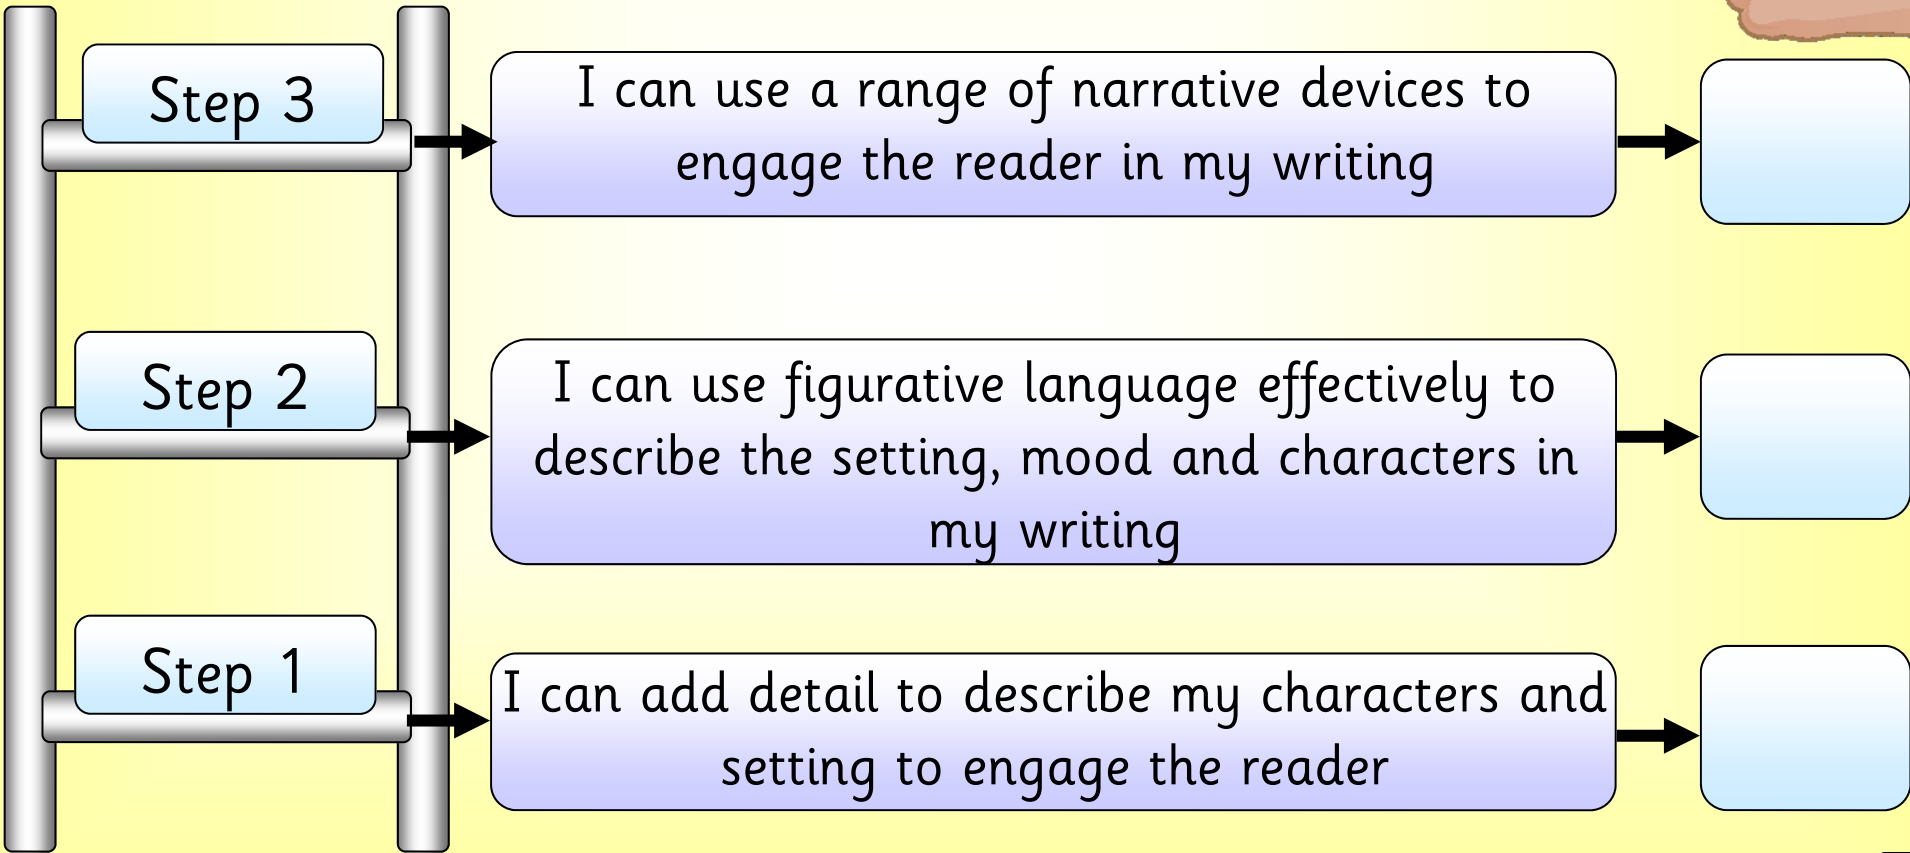 Step 3
I can use a range of narrative devices to
engage the reader in my writing
Step 2
I can use figurative language effectively to
describe the setting, mood and characters in
my writing
Step 1
I can add detail to describe my characters and
setting to engage the reader